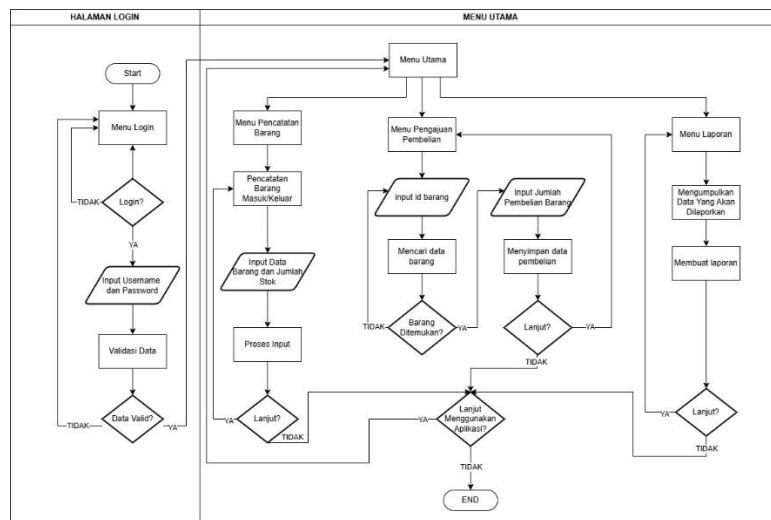 HALAMAN LOGIN
MENU UTAMA
Start
Menu Login
TIDAK
Login?
YA
Input Username
dan Password
Validasi Data
TIDAK
Data Valid?
YA
Menu Utama
Menu Pencatatan
Barang
Pencatatan
Barang
Masuk/Keluar
Input Data
Barang dan Jumlah
Stok
Proses Input
YA
Lanjut?
TIDAK
Menu Pengajuan
Pembelian
input id barang
Mencari data
barang
TIDAK
Barang
Ditemukan?
YA
Input Jumlah
Pembelian Barang
Menyimpan data
pembelian
Lanjut?
YA
TIDAK
YA
Lanjut
Menggunakan
Aplikasi?
TIDAK
END
Menu Laporan
Mengumpulkan
Data Yang Akan
Dilaporkan
Membuat laporan
YA
Lanjut?
TIDAK